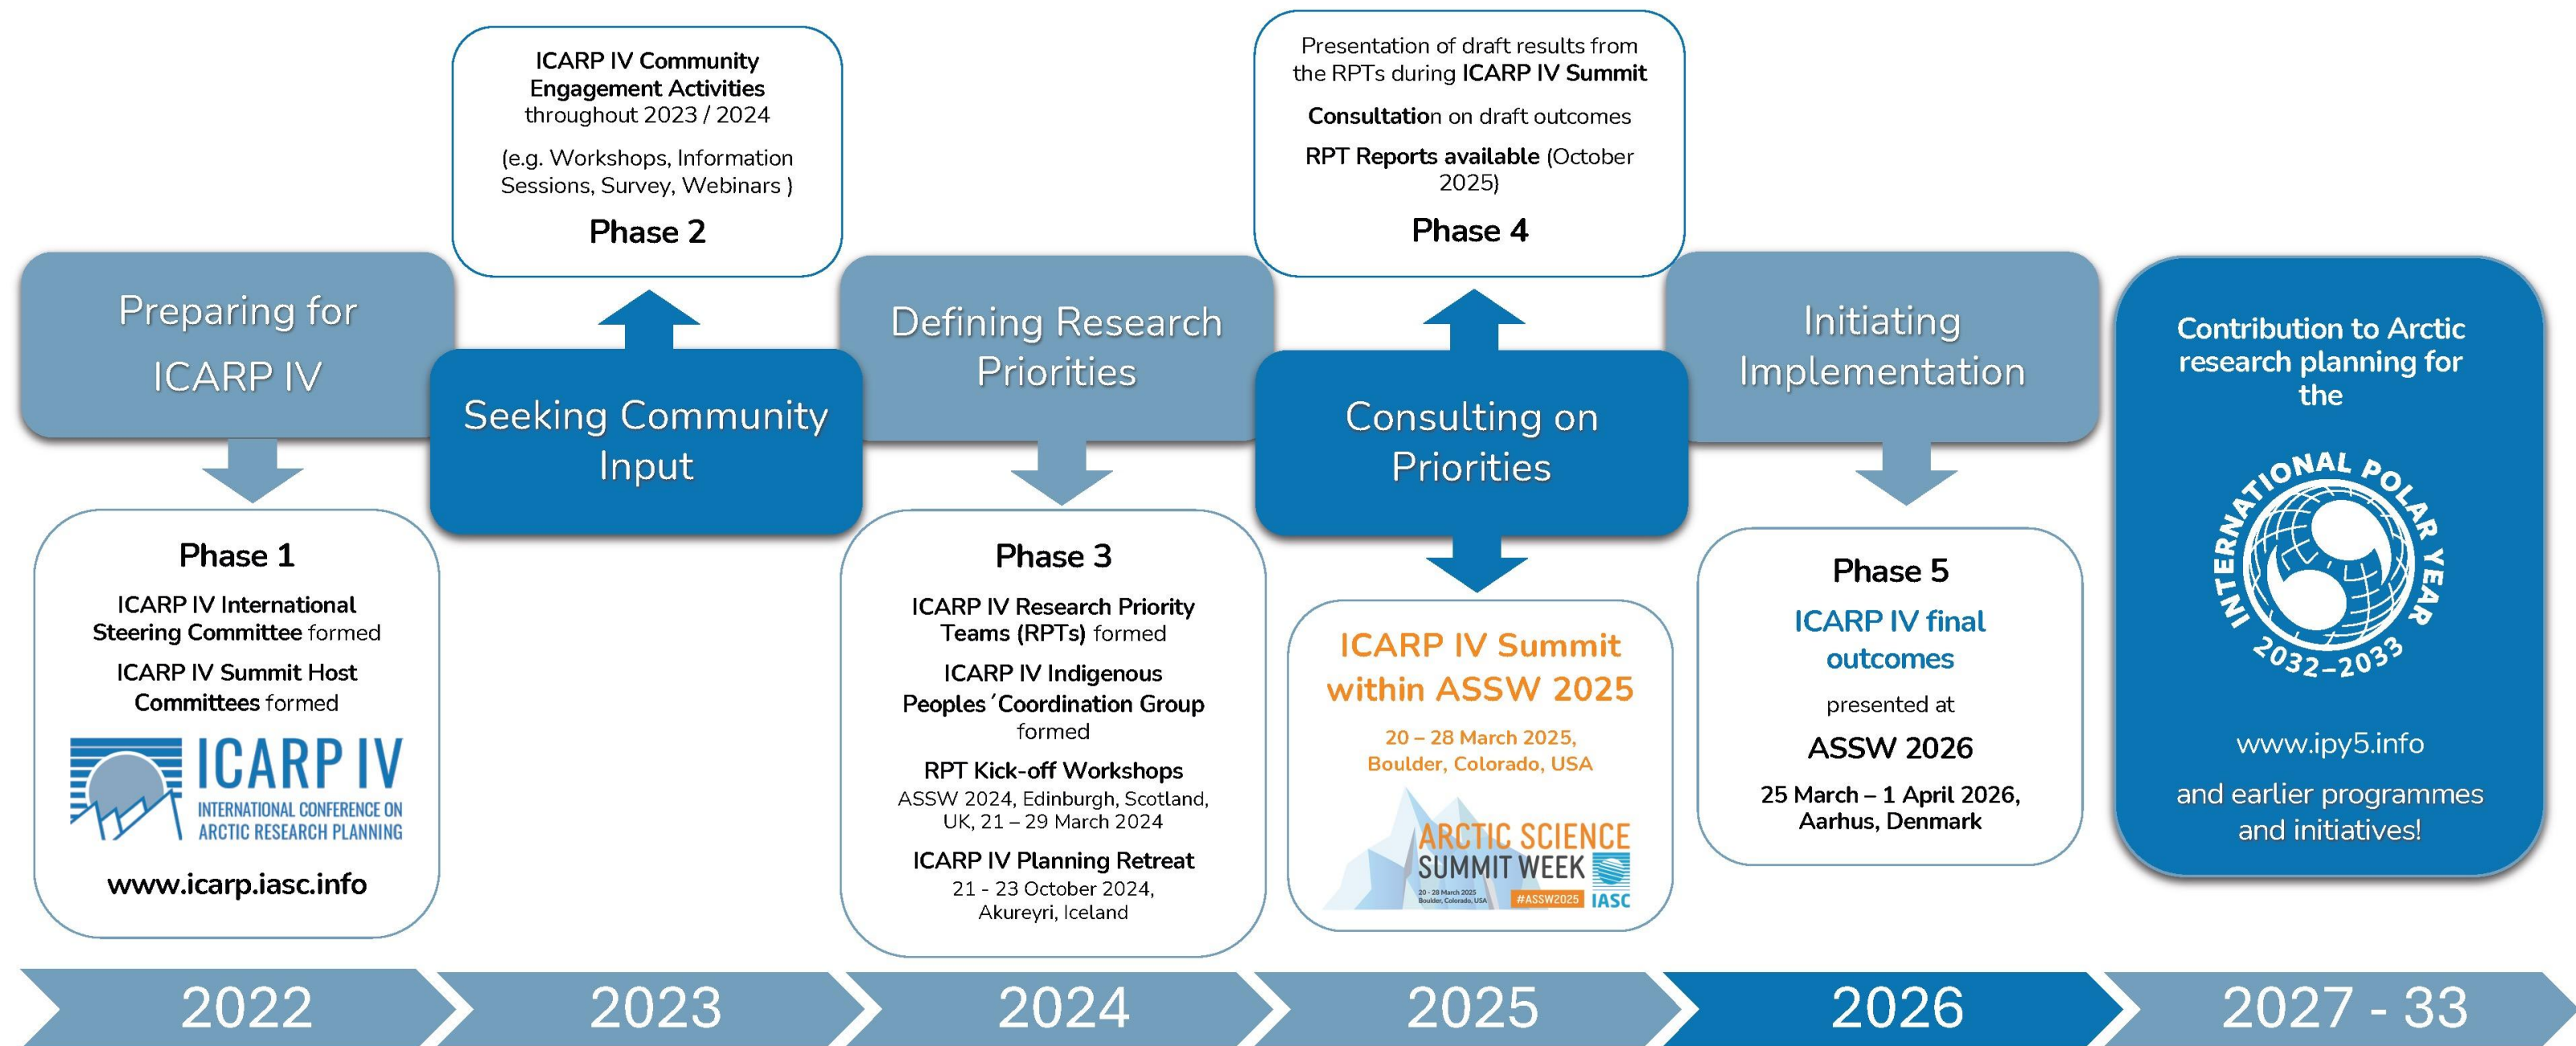 Preparing for
ICARP IV
Phase 1
ICARP IV International
Steering Committee formed
ICARP IV Summit Host
Committees formed
ICARP IV
INTERNATIONAL CONFERENCE ON
ARCTIC RESEARCH PLANNING
www.icarp.iasc.info
ICARP IV Community
Engagement Activities
throughout 2023 / 2024
(e.g. Workshops, Information
Sessions, Survey, Webinars )
Phase 2
Seeking Community
Input
Defining Research
Priorities
Phase 3
ICARP IV Research Priority
Teams (RPTs) formed
ICARP IV Indigenous
Peoples ´Coordination Group
formed
RPT Kick-off Workshops
ASSW 2024, Edinburgh, Scotland,
UK, 21 – 29 March 2024
ICARP IV Planning Retreat
21 - 23 October 2024,
Akureyri, Iceland
Presentation of draft results from
the RPTs during ICARP IV Summit
Consultation on draft outcomes
RPT Reports available (October
2025)
Phase 4
Consulting on
Priorities
ICARP IV Summit
within ASSW 2025
20 – 28 March 2025,
Boulder, Colorado, USA
ARCTIC SCIENCE
SUMMIT WEEK
20 - 28 March 2025
Boulder, Colorado, USA
#ASSW2025
IASC
Initiating
Implementation
Phase 5
ICARP IV final
outcomes
presented at
ASSW 2026
25 March – 1 April 2026,
Aarhus, Denmark
Contribution to Arctic
research planning for
the
INTERNATIONAL POLAR YEAR
2032–2033
www.ipy5.info
and earlier programmes
and initiatives!
2022
2023
2024
2025
2026
2027 - 33